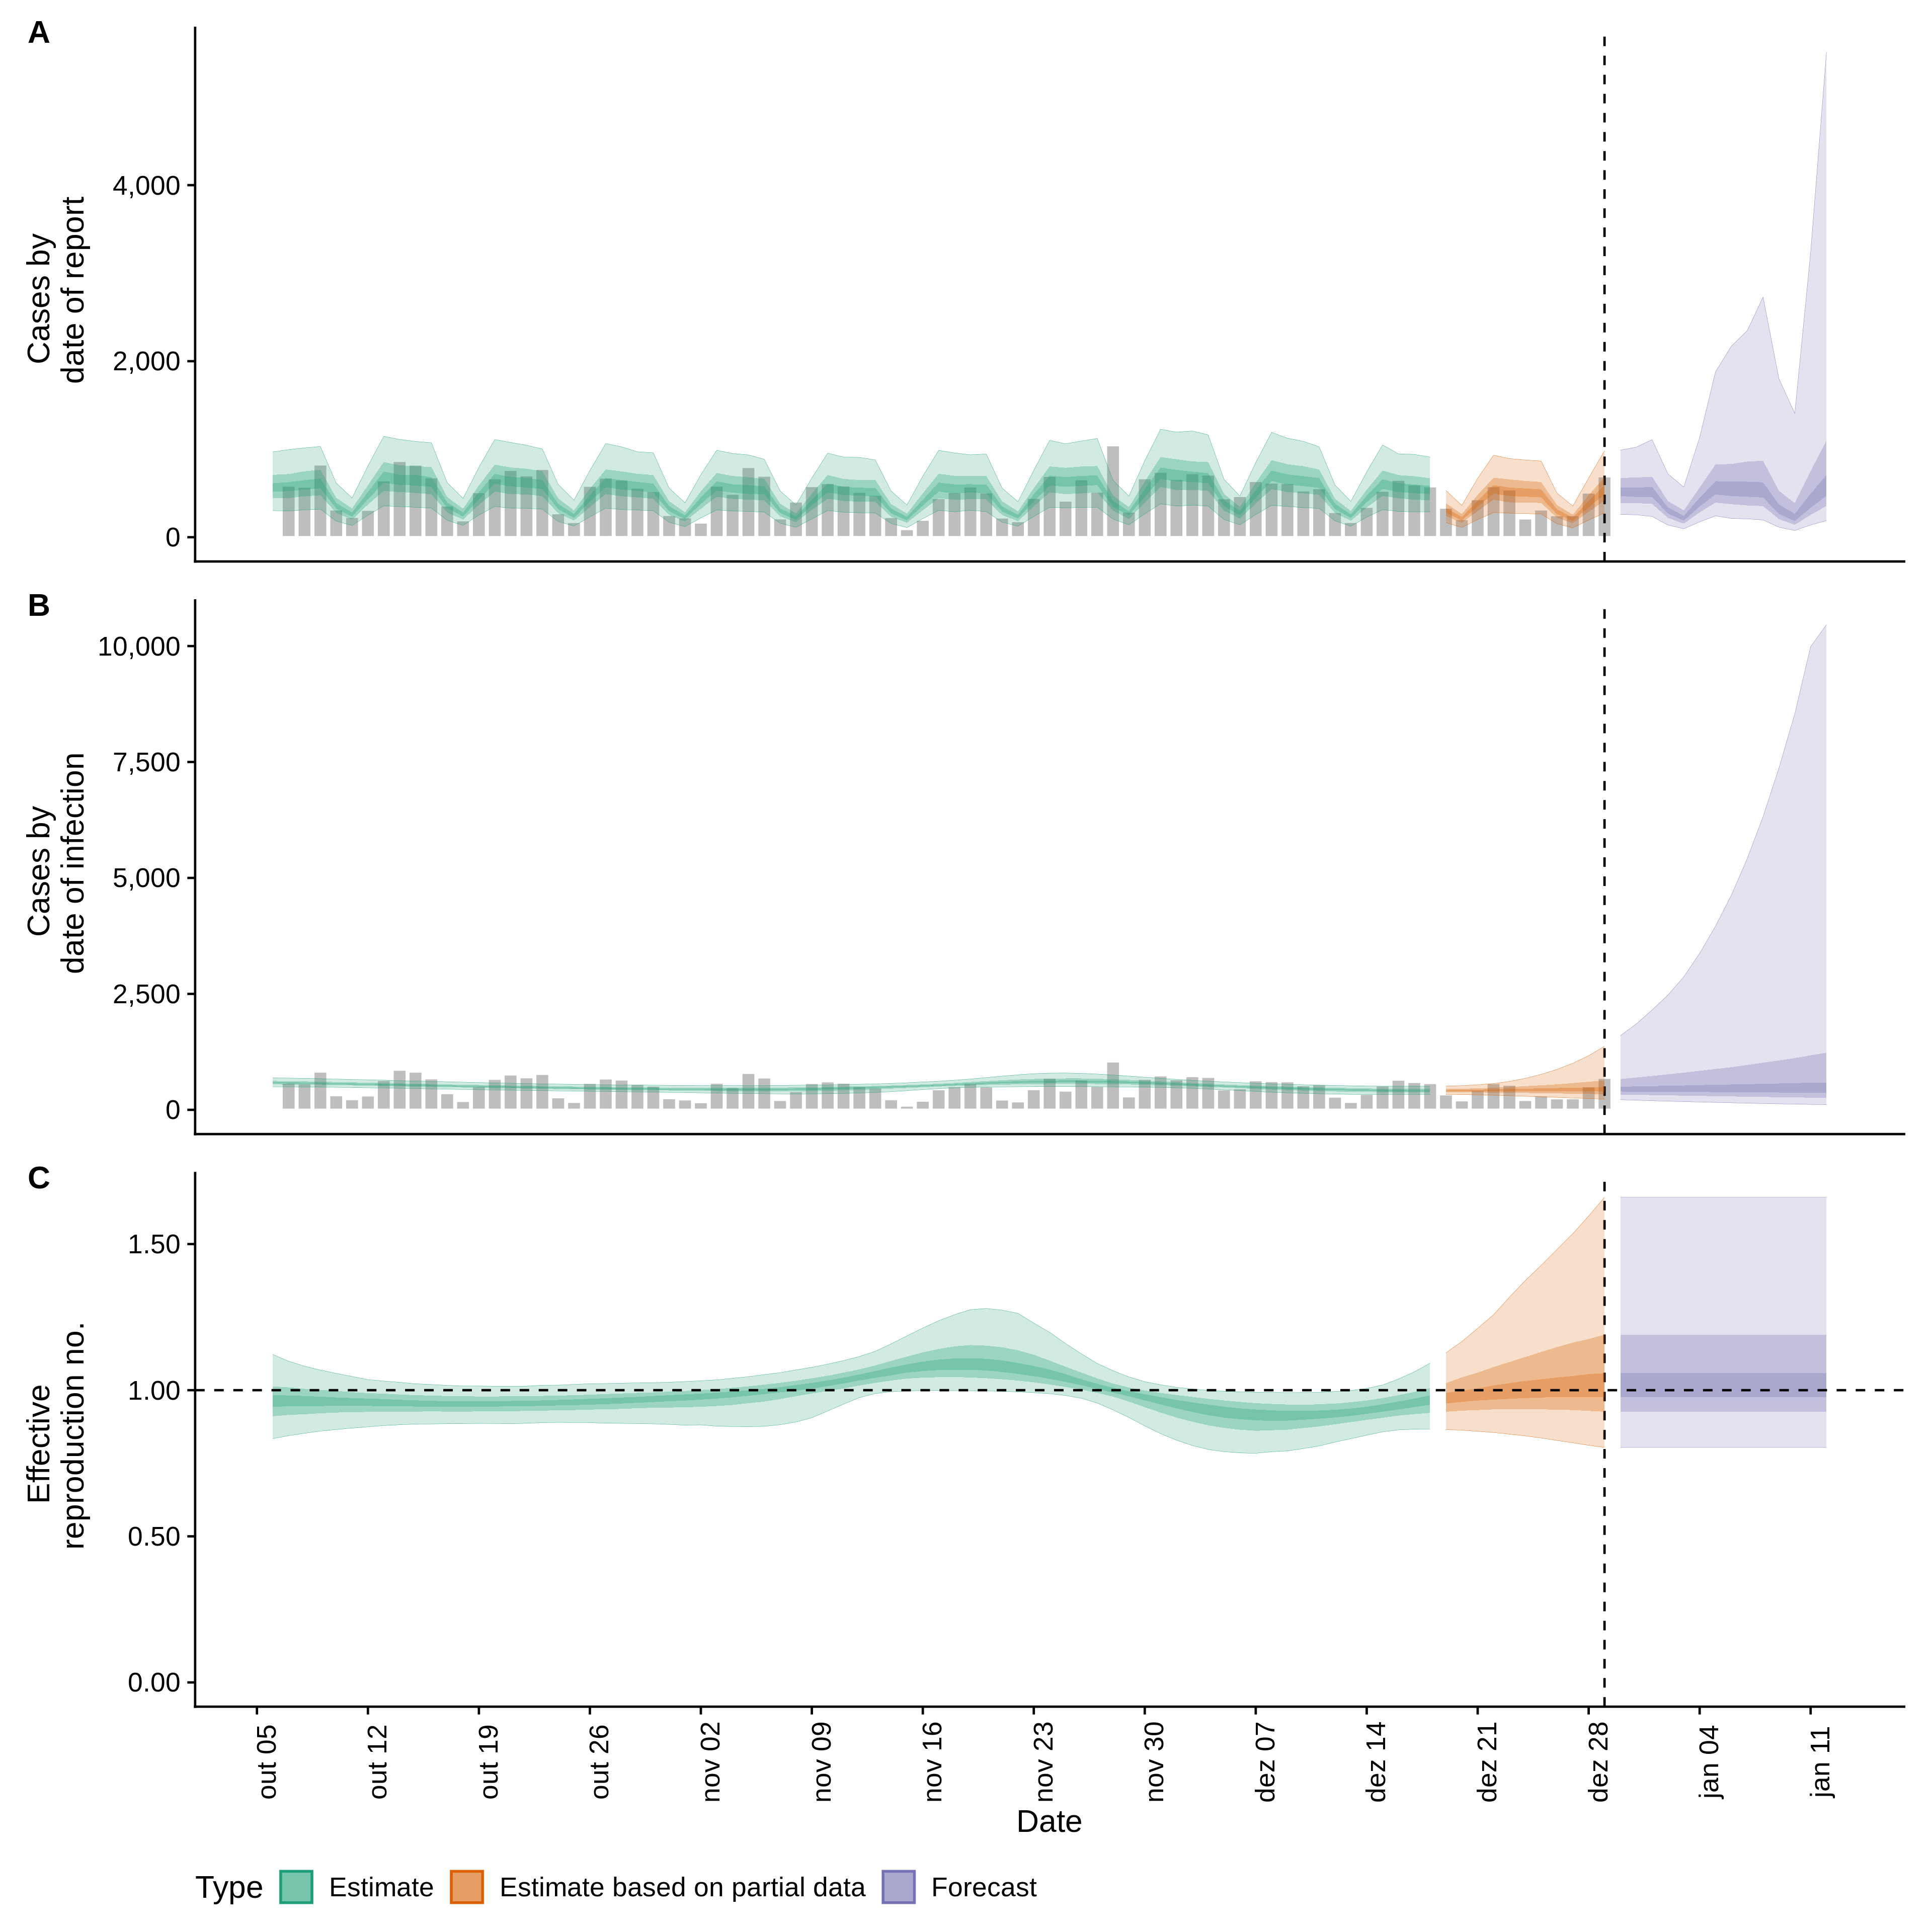 A
Cases by
date of report
4,000
2,000
0
B
Cases by
date of infection
10,000
7,500
5,000
2,500
0
C
Effective
reproduction no.
1.50
1.00
0.50
0.00
out 05
out 12
out 19
out 26
nov 02
nov 09
nov 16
nov 23
nov 30
dez 07
dez 14
dez 21
dez 28
jan 04
jan 11
Date
Type Estimate Estimate based on partial data Forecast